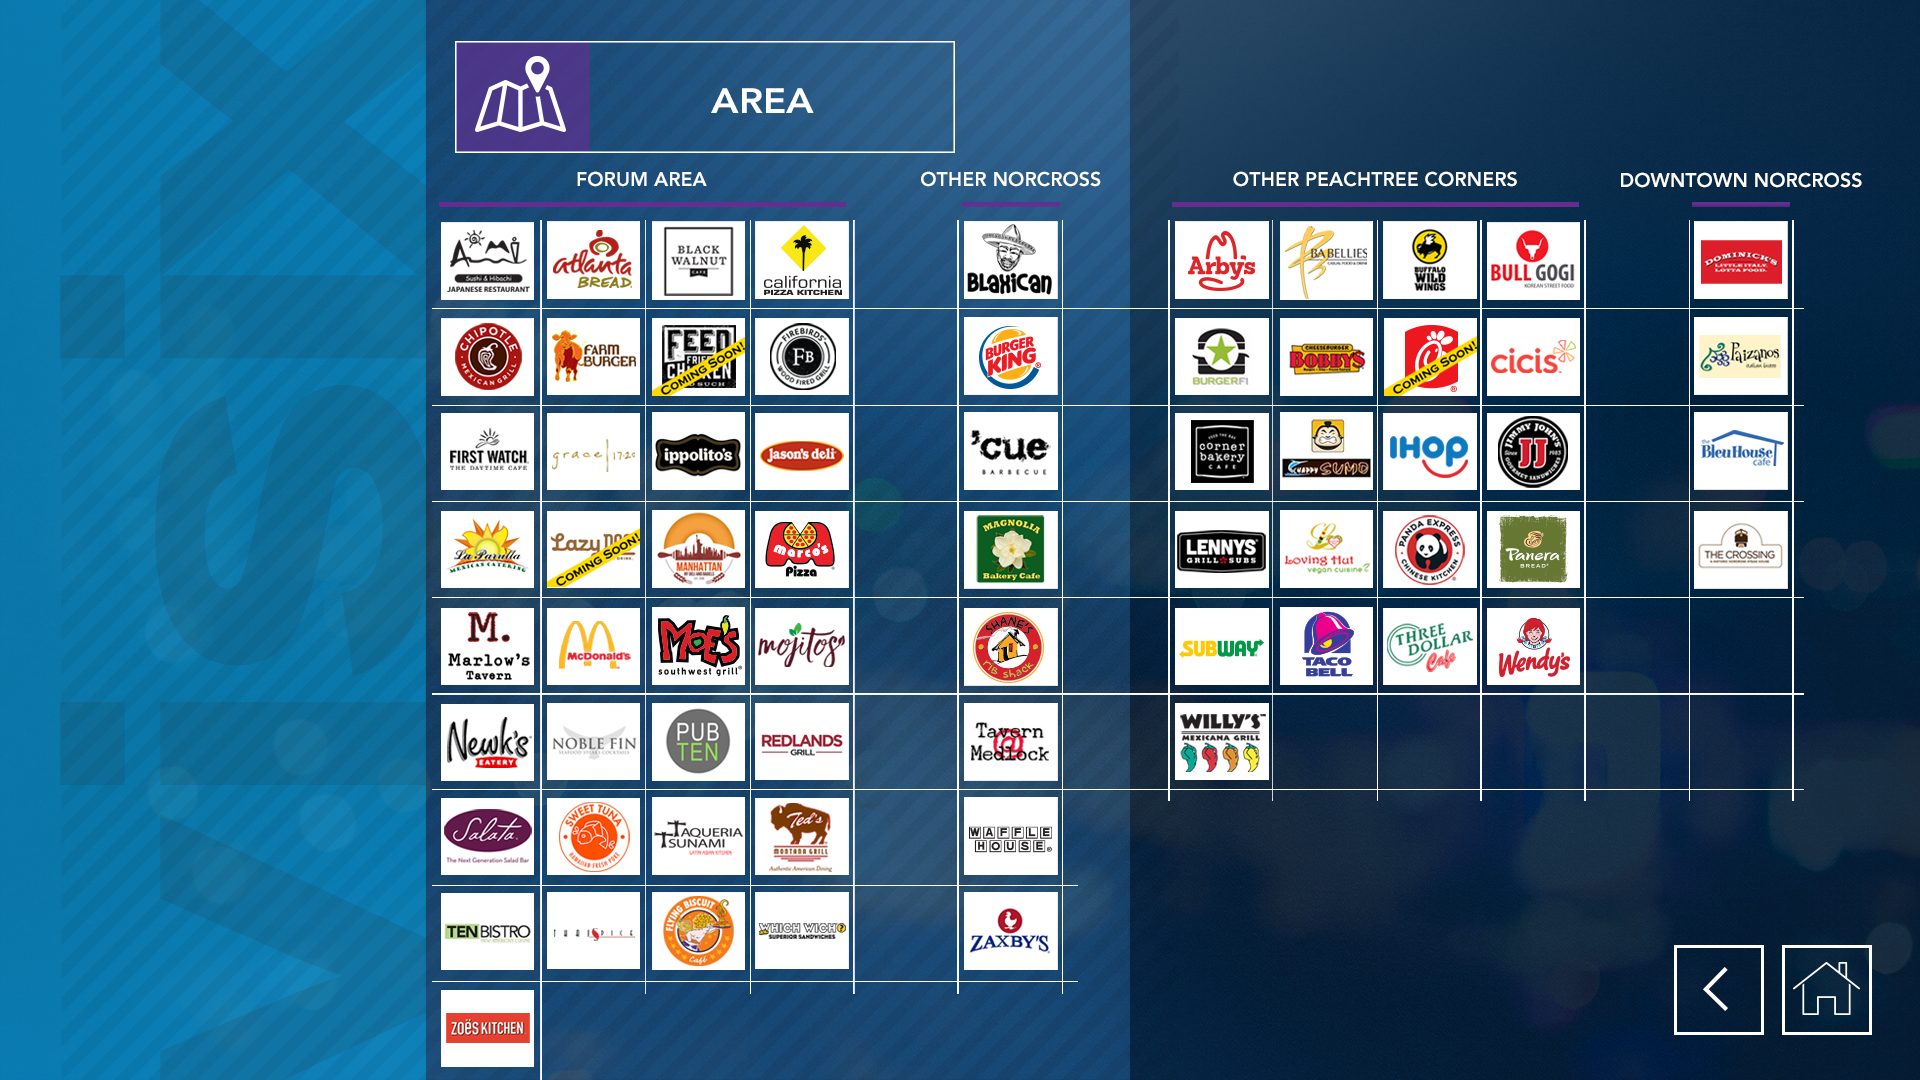 AREA
FORUM AREA
OTHER NORCROSS
OTHER PEACHTREE CORNERS
DOWNTOWN NORCROSS
Ami
Sushi & Hibachi
JAPANESE RESTAURANT
atlanta
BREAD.
BLACK
WALNUT
CAFE
california
PIZZA KITCHEN
BLaxican
Arby's
BABELLIES
BUFFALO
WILD
WINGS
BULL GOGI
KOREAN STREET FOOD
DOMINICK'S
LITTLE ITALY.
LOTTA FOOD.
CHIPOTLE
MEXICAN GRILL
FARM
BURGER
FEED
FRIED
CHICKEN
SUCH
COMING SOON!
FIREBIRDS
FB
WOOD FIRED GRILL
BURGER
KING
BURGERFI
CHEESEBURGER
BOBBY'S
COMING SOON!
cicis
Paizanos
FIRST WATCH
THE DAYTIME CAFE
grace 17:20
ippolito's
Jason's deli
'cue
BARBECUE
corner
bakery
CAFE
SUMO
IHOP
JIMMY JOHN'S
Since JJ 1983
GOURMET SANDWICHES
the
BleuHouse
cafe
La Parrilla
MEXICAN CATERING
Lazy
COMING SOON!
MANHATTAN
marco's
Pizza
MAGNOLIA
Bakery Cafe
LENNYS
GRILL & SUBS
Loving Hut
vegan cuisine
PANDA EXPRESS
CHINESE KITCHEN
Panera
BREAD
THE CROSSING
M.
Marlow's
Tavern
McDonald's
MOE'S
southwest grill
mojitos
SHANE'S
rib shack
SUBWAY
TACO
BELL
THREE
DOLLAR
Cafe
Wendy's
Newk's
EATERY
NOBLE FIN
PUB
TEN
REDLANDS
GRILL
Tavern
@
Medlock
WILLY'S
MEXICANA GRILL
Salata
The Next Generation Salad Bar
SWEET TUNA
HAWAIIAN FRESH POKE
TAQUERIA
TSUNAMI
LATIN ASIAN KITCHEN
Ted's
MONTANA GRILL
Authentic American Dining
WAFFLE
HOUSE
TEN BISTRO
THAI SPICE
FLYING BISCUIT
Café
WHICH WICH?
SUPERIOR SANDWICHES
ZAXBY'S
ZOËS KITCHEN